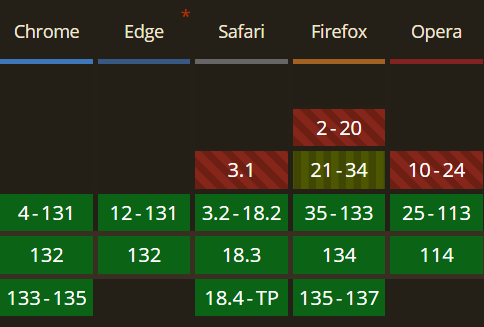 Chrome Edge * Safari Firefox Opera
2-20
3.1 21-34 10-24
4-131 12-131 3.2-18.2 35-133 25-113
132 132 18.3 134 114
133-135 18.4-TP 135-137